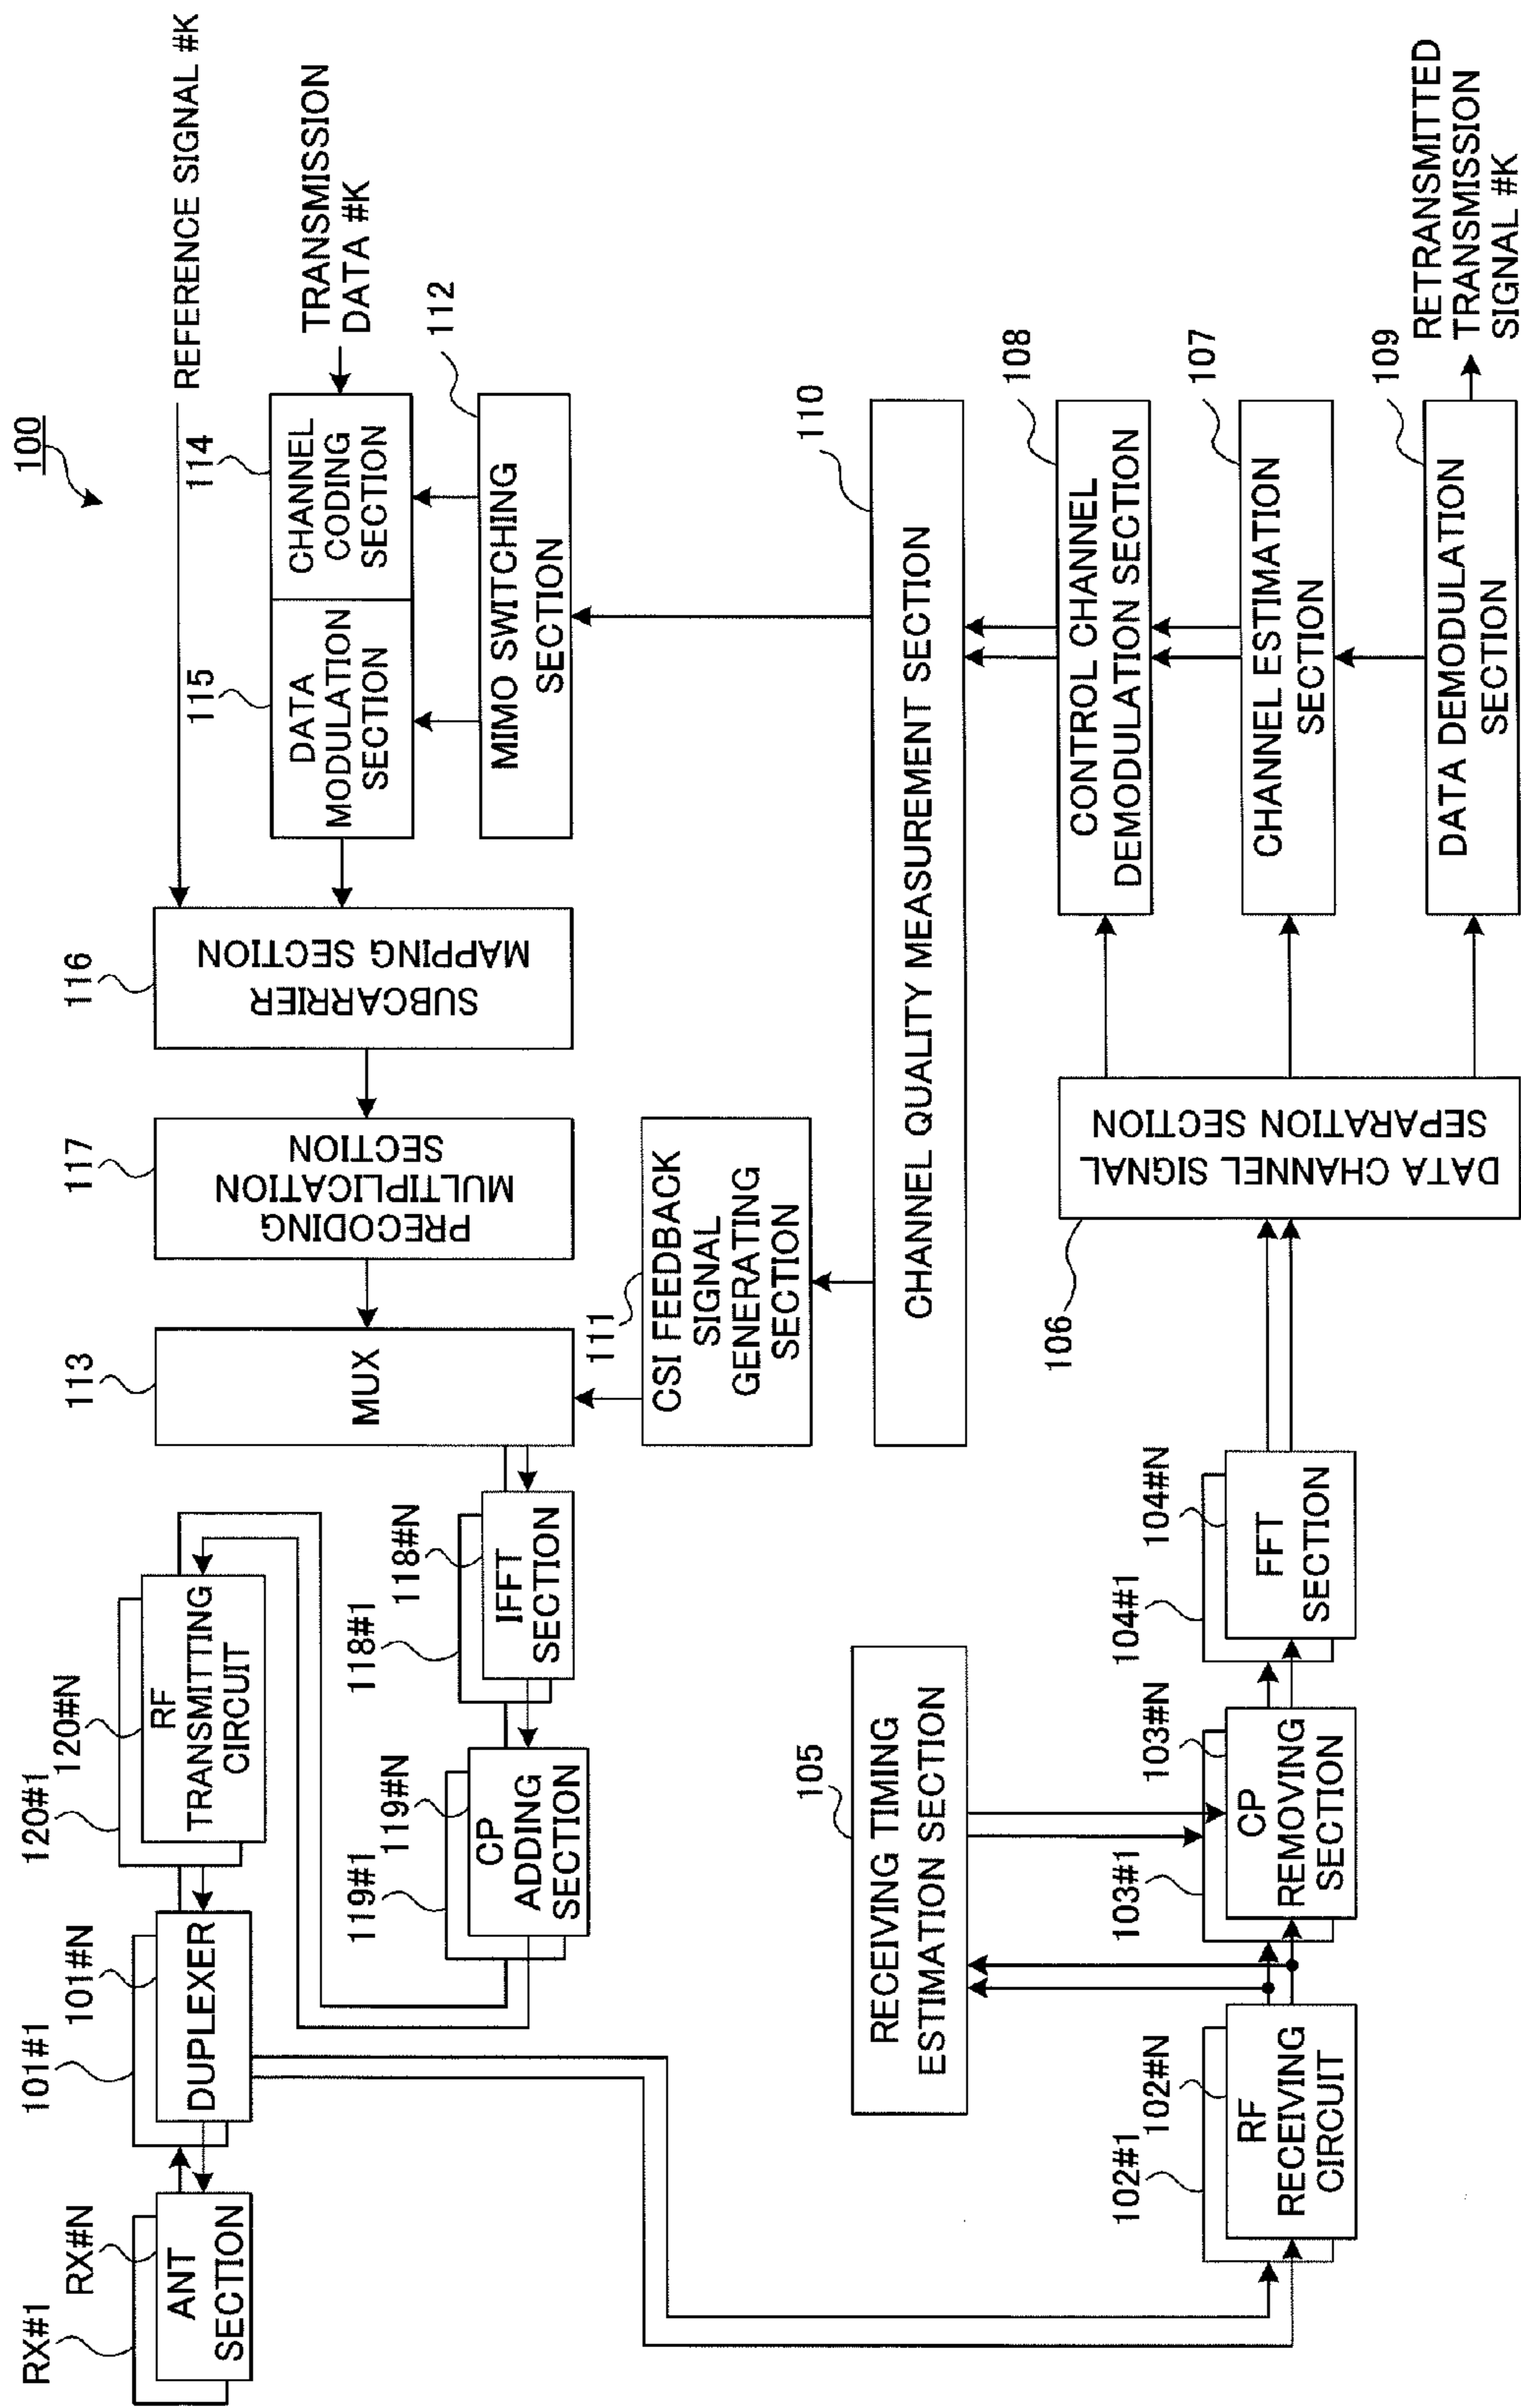 100
REFERENCE SIGNAL #K
TRANSMISSION
DATA #K
RX#1
RX#N
ANT
SECTION
101#1
101#N
DUPLEXER
120#1
120#N
RF
TRANSMITTING
CIRCUIT
119#1
119#N
CP
ADDING
SECTION
118#1
118#N
IFFT
SECTION
113
MUX
117
PRECODING
MULTIPLICATION
SECTION
116
SUBCARRIER
MAPPING SECTION
115
DATA
MODULATION
SECTION
114
CHANNEL
CODING
SECTION
112
MIMO SWITCHING
SECTION
111
CSI FEEDBACK
SIGNAL
GENERATING
SECTION
110
CHANNEL QUALITY MEASUREMENT SECTION
105
RECEIVING TIMING
ESTIMATION SECTION
102#1
102#N
RF
RECEIVING
CIRCUIT
103#1
103#N
CP
REMOVING
SECTION
104#1
104#N
FFT
SECTION
106
DATA CHANNEL SIGNAL
SEPARATION SECTION
108
CONTROL CHANNEL
DEMODULATION SECTION
107
CHANNEL ESTIMATION
SECTION
109
DATA DEMODULATION
SECTION
RETRANSMITTED
TRANSMISSION
SIGNAL #K